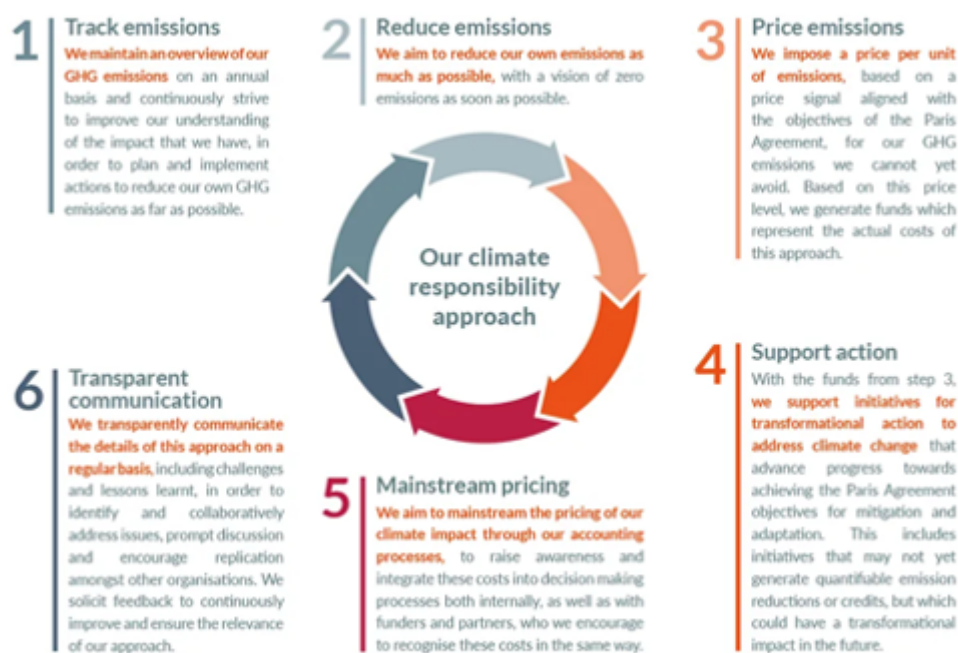 1
Track emissions
We maintain an overview of our
GHG emissions on an annual
basis and continuously strive
to improve our understanding
of the impact that we have, in
order to plan and implement
actions to reduce our own GHG
emissions as far as possible.
2
Reduce emissions
We aim to reduce our own emissions as
much as possible, with a vision of zero
emissions as soon as possible.
3
Price emissions
We impose a price per unit
of emissions, based on a
price signal aligned with
the objectives of the Paris
Agreement, for our GHG
emissions we cannot yet
avoid. Based on this price
level, we generate funds which
represent the actual costs of
this approach.
Our climate
responsibility
approach
4
Support action
With the funds from step 3,
we support initiatives for
transformational action to
address climate change that
advance progress towards
achieving the Paris Agreement
objectives for mitigation and
adaptation. This includes
initiatives that may not yet
generate quantifiable emission
reductions or credits, but which
could have a transformational
impact in the future.
5
Mainstream pricing
We aim to mainstream the pricing of our
climate impact through our accounting
processes, to raise awareness and
integrate these costs into decision making
processes both internally, as well as with
funders and partners, who we encourage
to recognise these costs in the same way.
6
Transparent
communication
We transparently communicate
the details of this approach on a
regular basis, including challenges
and lessons learnt, in order to
identify and collaboratively
address issues, prompt discussion
and encourage replication
amongst other organisations. We
solicit feedback to continuously
improve and ensure the relevance
of our approach.